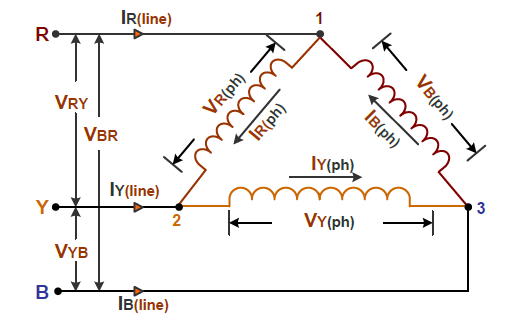 IR(line)
1
R
VR(ph)
IR(ph)
VB(ph)
IB(ph)
VRY
VBR
IY(line)
IY(ph)
Y
2
VY(ph)
3
VYB
B
IB(line)